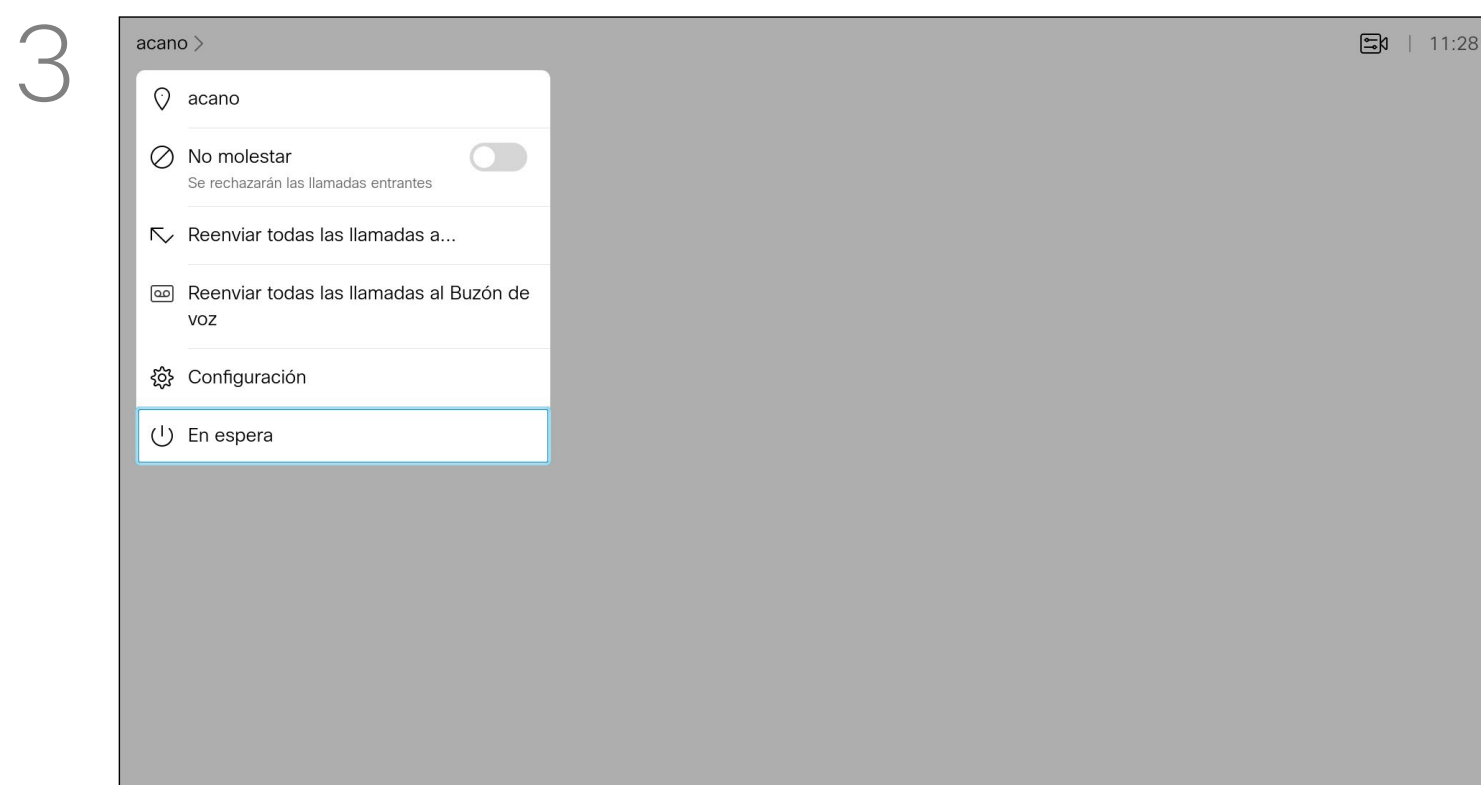 3
acano >
11:28
acano
No molestar
Se rechazarán las llamadas entrantes
Reenviar todas las llamadas a...
Reenviar todas las llamadas al Buzón de
voz
Configuración
En espera